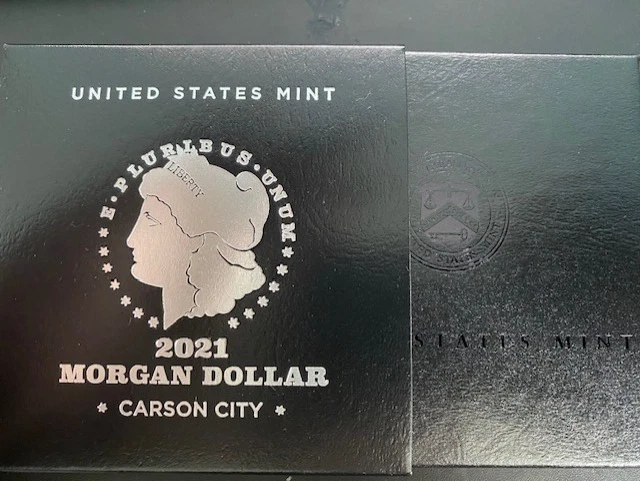 UNITED STATES MINT
E · PLURIBUS · UNUM
LIBERTY
2021
MORGAN DOLLAR
* CARSON CITY *
STATES MINT